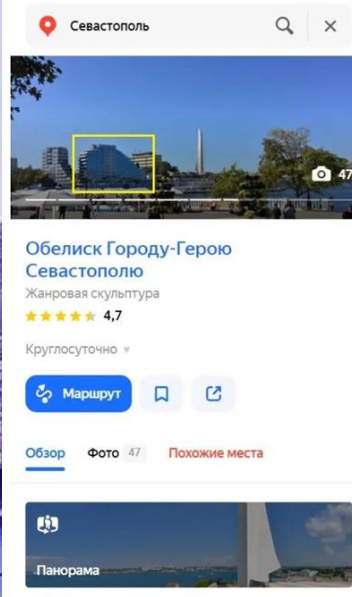 Севастополь
47
Обелиск Городу-Герою
Севастополю
Жанровая скульптура
4,7
Круглосуточно
Маршрут
Обзор Фото 47 Похожие места
Панорама